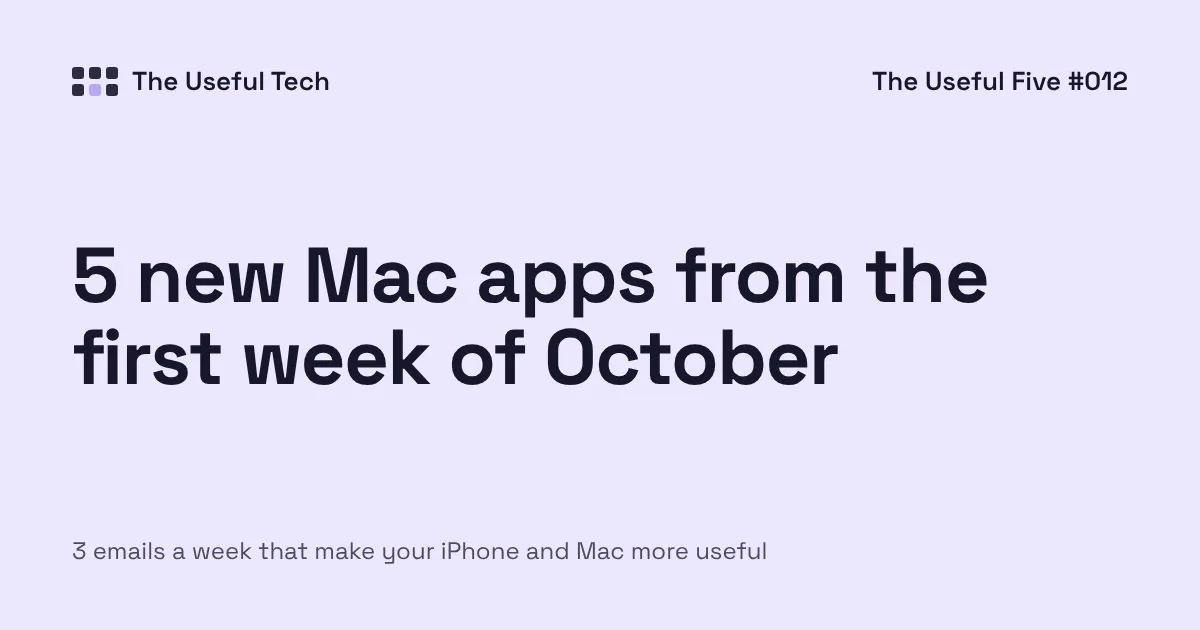 The Useful Tech
The Useful Five #012
5 new Mac apps from the
first week of October
3 emails a week that make your iPhone and Mac more useful